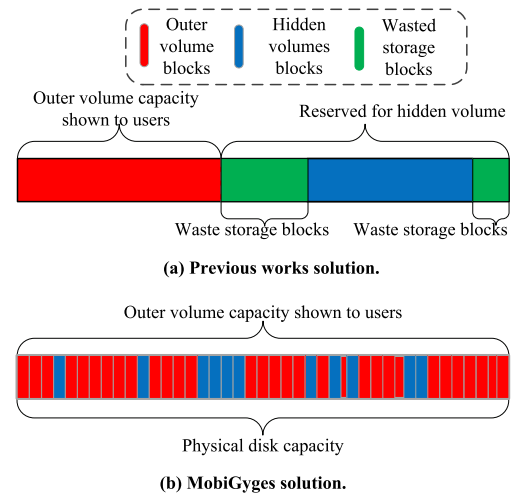 Outer
volume
blocks
Hidden
volumes
blocks
Wasted
storage
blocks
Outer volume capacity
shown to users
Reserved for hidden volume
Waste storage blocks
Waste storage blocks
(a) Previous works solution.
Outer volume capacity shown to users
Physical disk capacity
(b) MobiGyges solution.